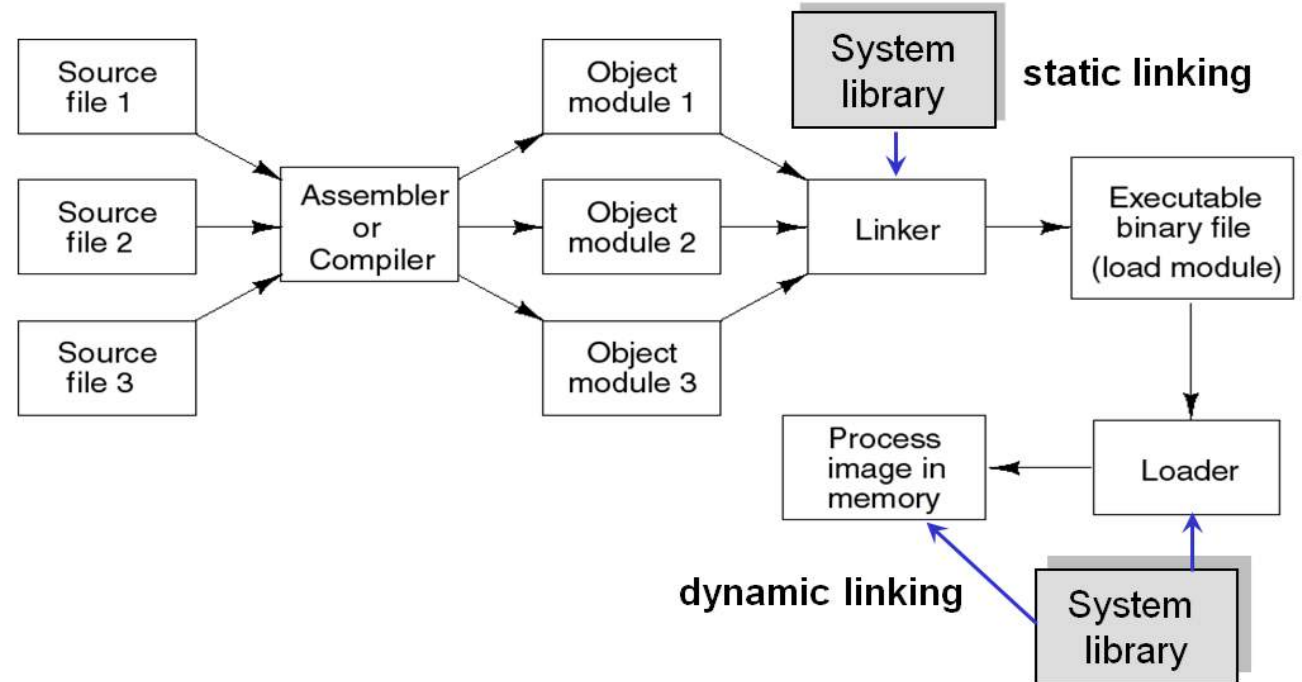 System
library
static linking
Source
file 1
Object
module 1
Source
file 2
Assembler
or
Compiler
Object
module 2
Linker
Executable
binary file
(load module)
Source
file 3
Object
module 3
Process
image in
memory
Loader
dynamic linking
System
library